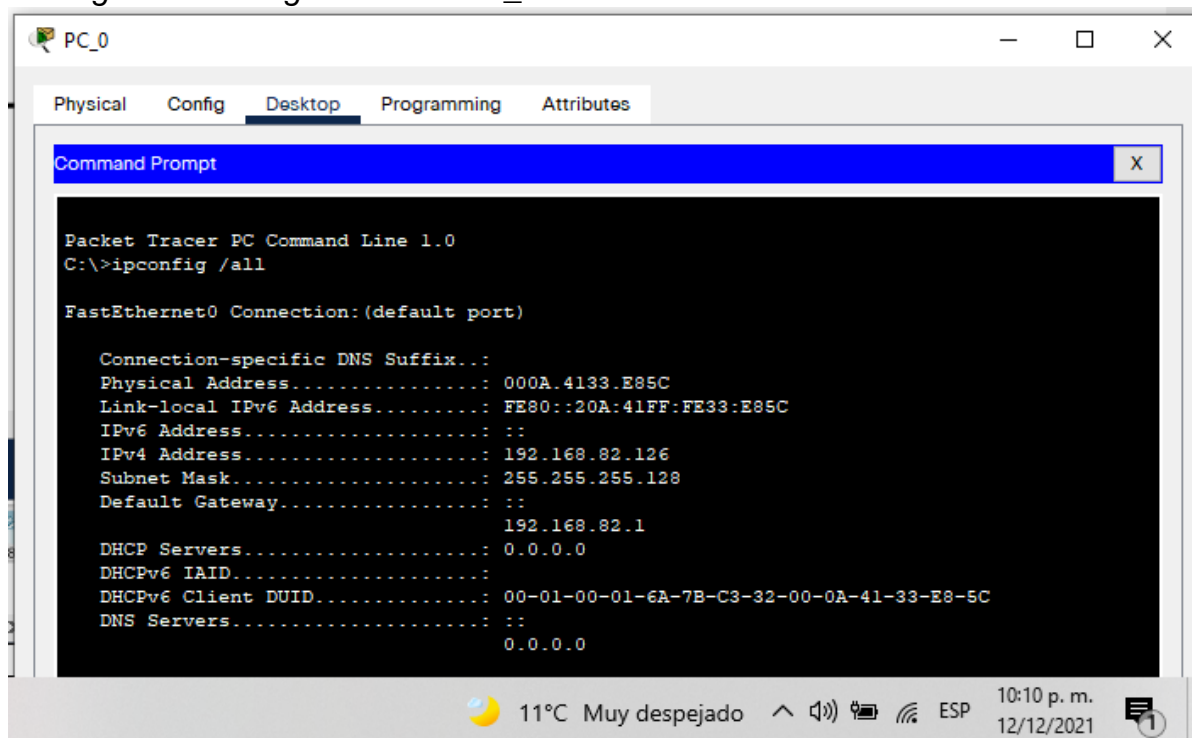 PC_0
Physical Config Desktop Programming Attributes
Command Prompt
X
Packet Tracer PC Command Line 1.0
C:\>ipconfig /all
FastEthernet0 Connection:(default port)
Connection-specific DNS Suffix..:
Physical Address................: 000A.4133.E85C
Link-local IPv6 Address.........: FE80::20A:41FF:FE33:E85C
IPv6 Address....................: ::
IPv4 Address....................: 192.168.82.126
Subnet Mask.....................: 255.255.255.128
Default Gateway.................: ::
192.168.82.1
DHCP Servers....................: 0.0.0.0
DHCPv6 IAID.....................:
DHCPv6 Client DUID..............: 00-01-00-01-6A-7B-C3-32-00-0A-41-33-E8-5C
DNS Servers.....................: ::
0.0.0.0
11°C Muy despejado ESP
10:10 p. m.
12/12/2021
1